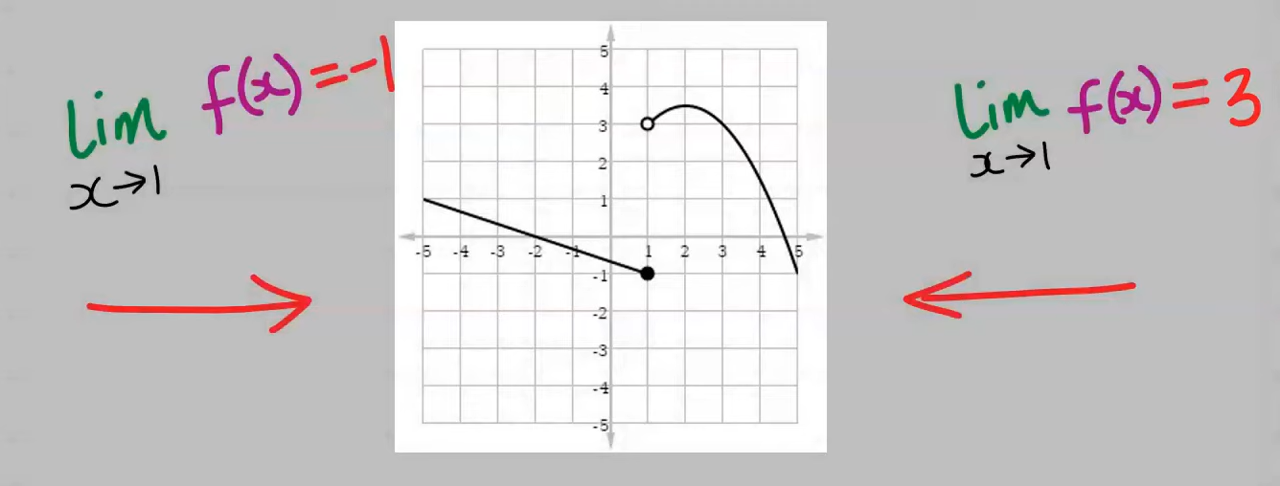 lim f(x) = -1
x→1
lim f(x) = 3
x→1
5
4
3
2
1
-5 -4 -3 -2 -1 1 2 3 4 5
-1
-2
-3
-4
-5